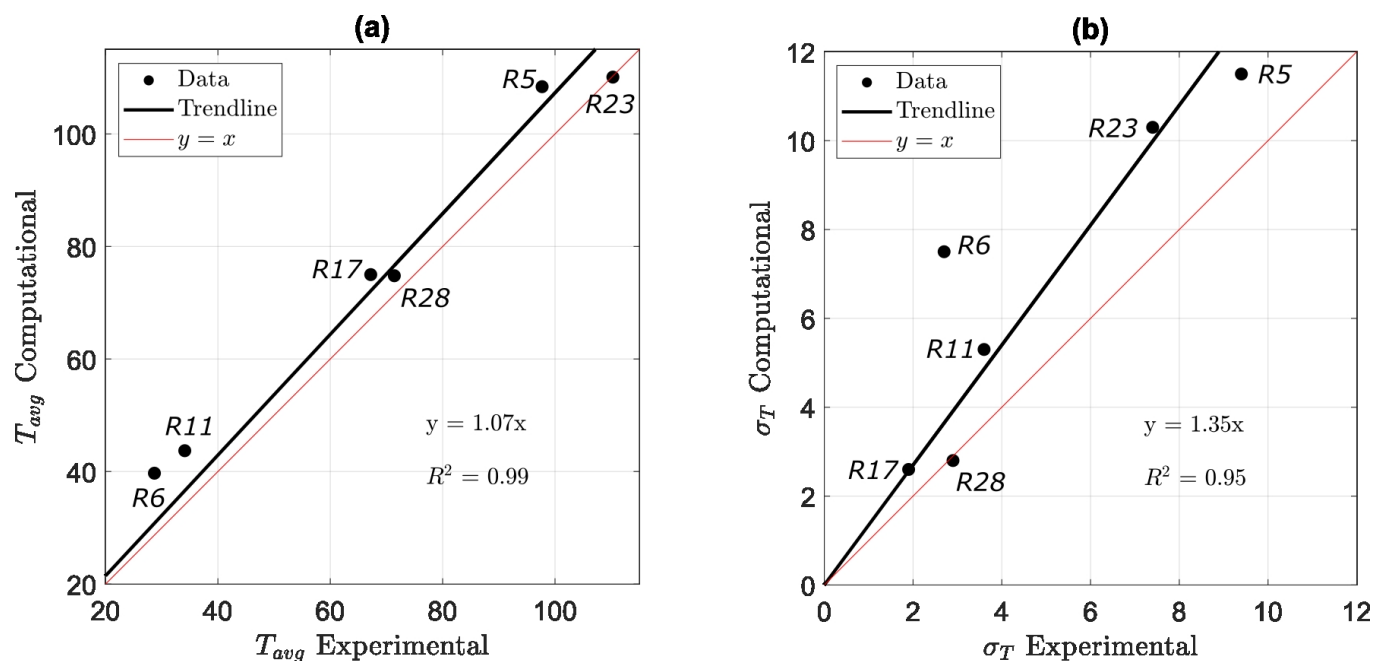 (a)
Data
Trendline
y = x
R5
R23
R17
R28
R11
R6
y = 1.07x
R² = 0.99
100
80
60
40
20
20 40 60 80 100
T_avg Computational
T_avg Experimental
(b)
Data
Trendline
y = x
R5
R23
R6
R11
R17
R28
y = 1.35x
R² = 0.95
12
10
8
6
4
2
0
0 2 4 6 8 10 12
σ_T Computational
σ_T Experimental